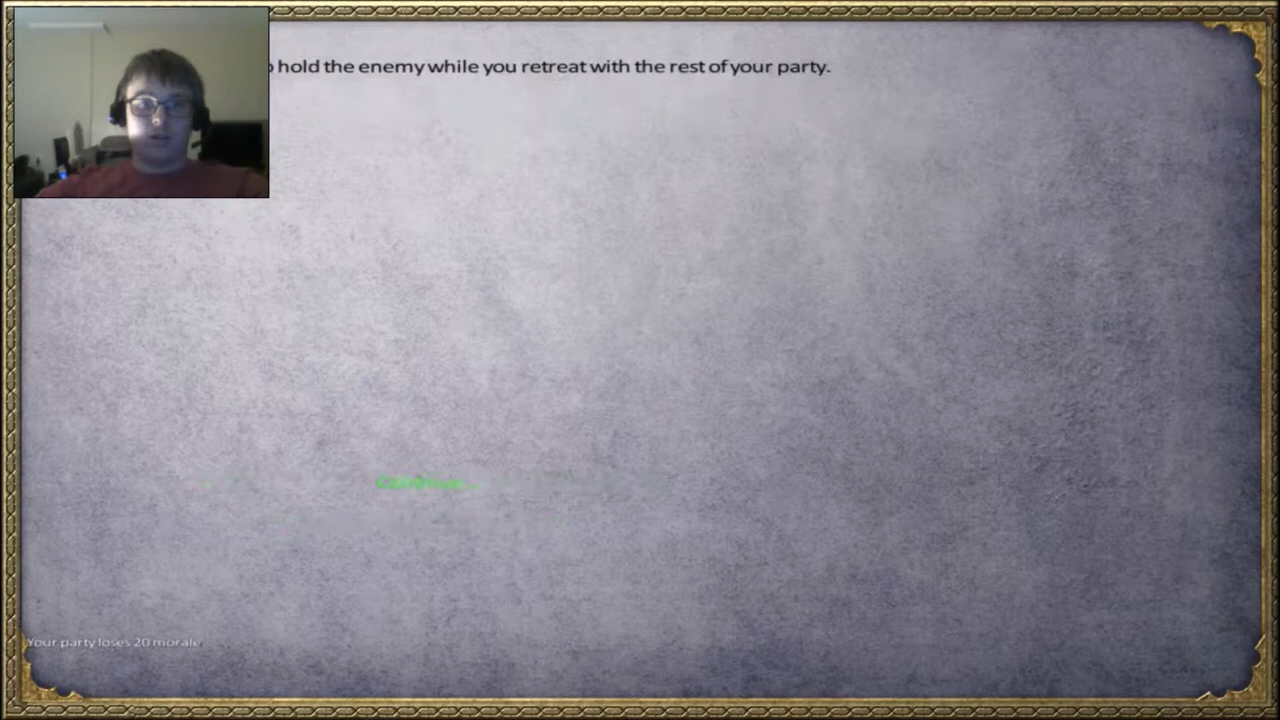 hold the enemy while you retreat with the rest of your party.
Continue...
Your party loses 20 morale